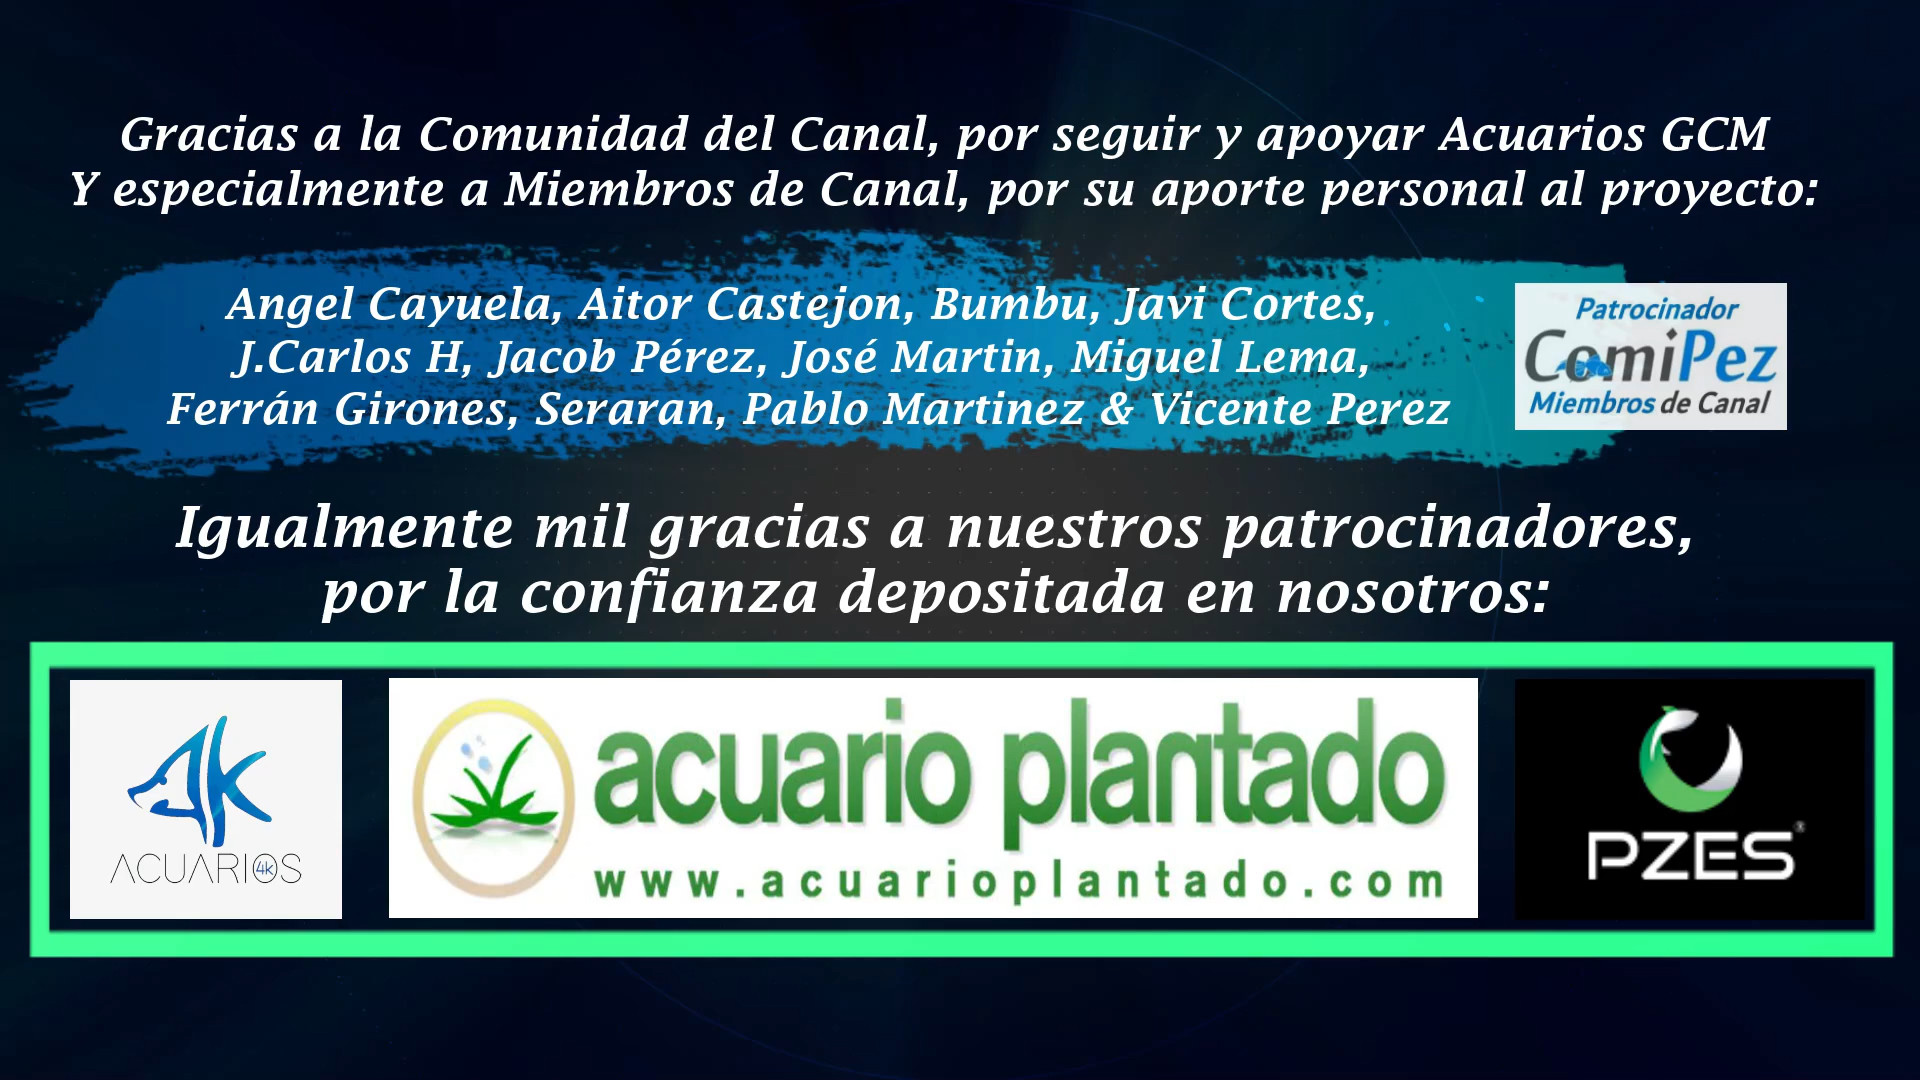 Gracias a la Comunidad del Canal, por seguir y apoyar Acuarios GCM
Y especialmente a Miembros de Canal, por su aporte personal al proyecto:
Angel Cayuela, Aitor Castejon, Bumbu, Javi Cortes,
J.Carlos H, Jacob Pérez, José Martin, Miguel Lema,
Ferrán Girones, Seraran, Pablo Martinez & Vicente Perez
Patrocinador
ComiPez
Miembros de Canal
Igualmente mil gracias a nuestros patrocinadores,
por la confianza depositada en nosotros:
4k
ACUARIOS 4k
acuario plantado
www.acuarioplantado.com
PZES®